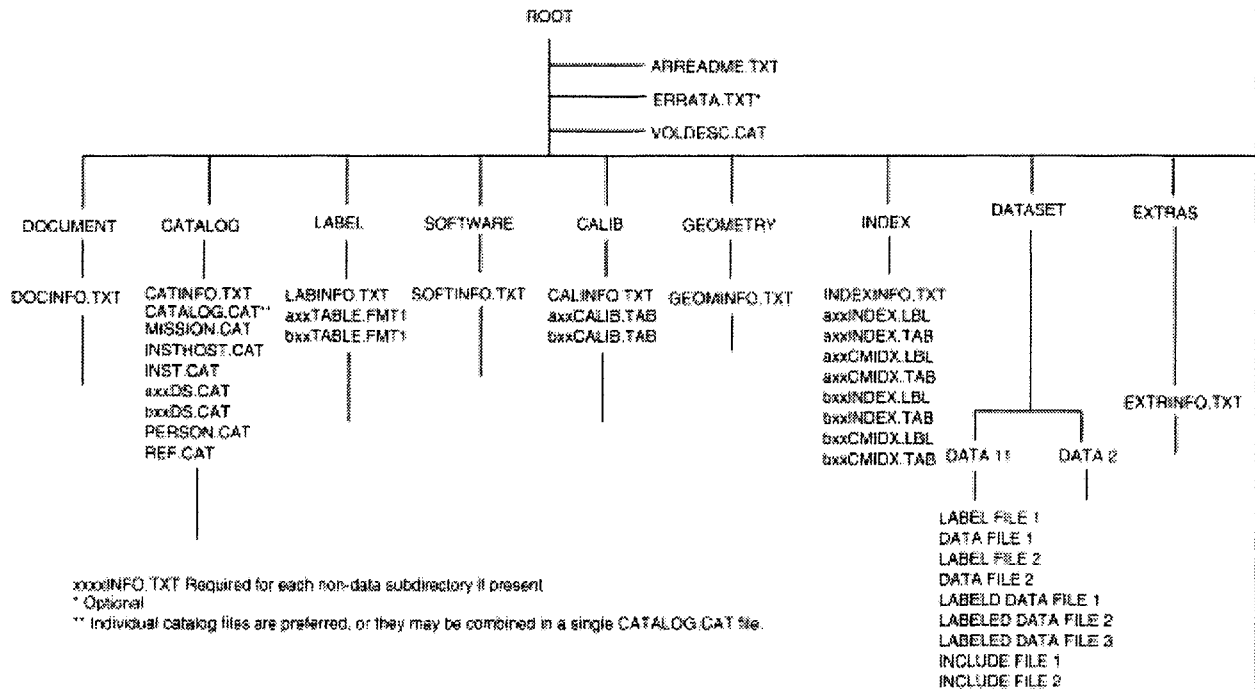 ROOT
ARREADME.TXT
ERRATA.TXT*
VOLDESC.CAT
DOCUMENT
DOCINFO.TXT
CATALOG
CATINFO.TXT
CATALOG.CAT**
MISSION.CAT
INSTHOST.CAT
INST.CAT
axxDS.CAT
bxxDS.CAT
PERSON.CAT
REF.CAT
LABEL
LABINFO.TXT
axxTABLE.FMT1
bxxTABLE.FMT1
SOFTWARE
SOFTINFO.TXT
CALIB
CALINFO.TXT
axxCALIB.TAB
bxxCALIB.TAB
GEOMETRY
GEOMINFO.TXT
INDEX
INDEXINFO.TXT
axxINDEX.LBL
axxINDEX.TAB
axxCMIDX.LBL
axxCMIDX.TAB
bxxINDEX.LBL
bxxINDEX.TAB
bxxCMIDX.LBL
bxxCMIDX.TAB
DATASET
DATA 11
DATA 2
LABEL FILE 1
DATA FILE 1
LABEL FILE 2
DATA FILE 2
LABELD DATA FILE 1
LABELED DATA FILE 2
LABELED DATA FILE 3
INCLUDE FILE 1
INCLUDE FILE 2
EXTRAS
EXTRINFO.TXT
xxxxINFO.TXT Required for each non-data subdirectory if present
* Optional
** Individual catalog files are preferred, or they may be combined in a single CATALOG.CAT file.